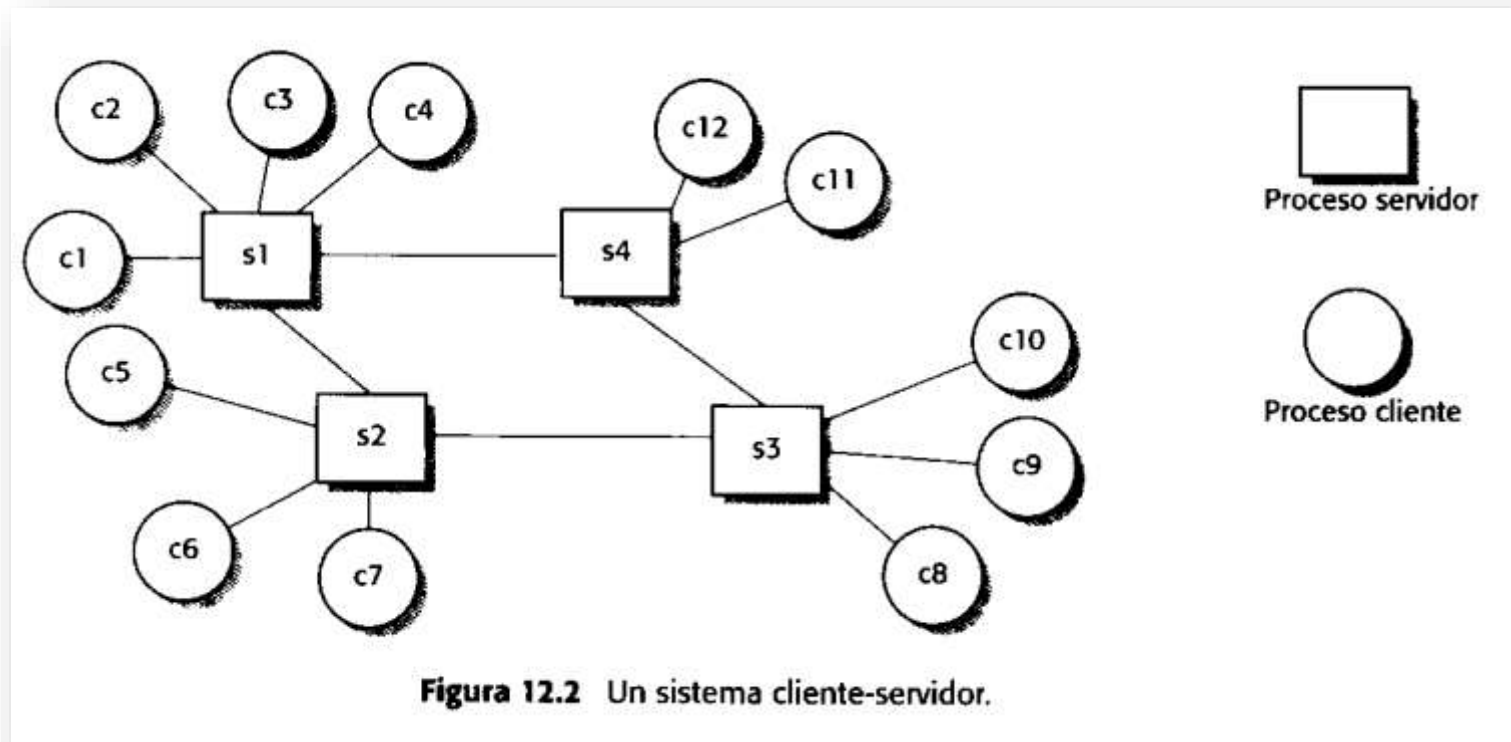 c2
c3
c4
c12
c11
Proceso servidor
c1
s1
s4
c5
c10
Proceso cliente
s2
s3
c9
c6
c7
c8
Figura 12.2 Un sistema cliente-servidor.